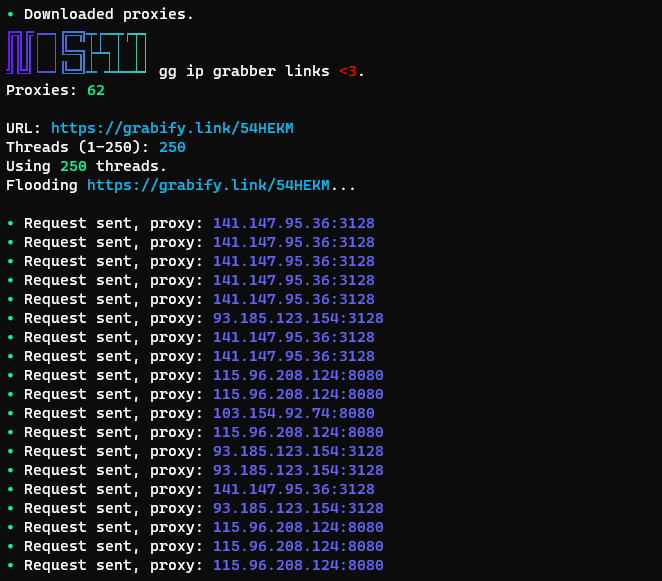 • Downloaded proxies.
NOSHIT gg ip grabber links <3.
Proxies: 62
URL: https://grabify.link/54HEKM
Threads (1-250): 250
Using 250 threads.
Flooding https://grabify.link/54HEKM...
• Request sent, proxy: 141.147.95.36:3128
• Request sent, proxy: 141.147.95.36:3128
• Request sent, proxy: 141.147.95.36:3128
• Request sent, proxy: 141.147.95.36:3128
• Request sent, proxy: 141.147.95.36:3128
• Request sent, proxy: 93.185.123.154:3128
• Request sent, proxy: 141.147.95.36:3128
• Request sent, proxy: 141.147.95.36:3128
• Request sent, proxy: 115.96.208.124:8080
• Request sent, proxy: 115.96.208.124:8080
• Request sent, proxy: 103.154.92.74:8080
• Request sent, proxy: 115.96.208.124:8080
• Request sent, proxy: 93.185.123.154:3128
• Request sent, proxy: 93.185.123.154:3128
• Request sent, proxy: 141.147.95.36:3128
• Request sent, proxy: 93.185.123.154:3128
• Request sent, proxy: 115.96.208.124:8080
• Request sent, proxy: 115.96.208.124:8080
• Request sent, proxy: 115.96.208.124:8080